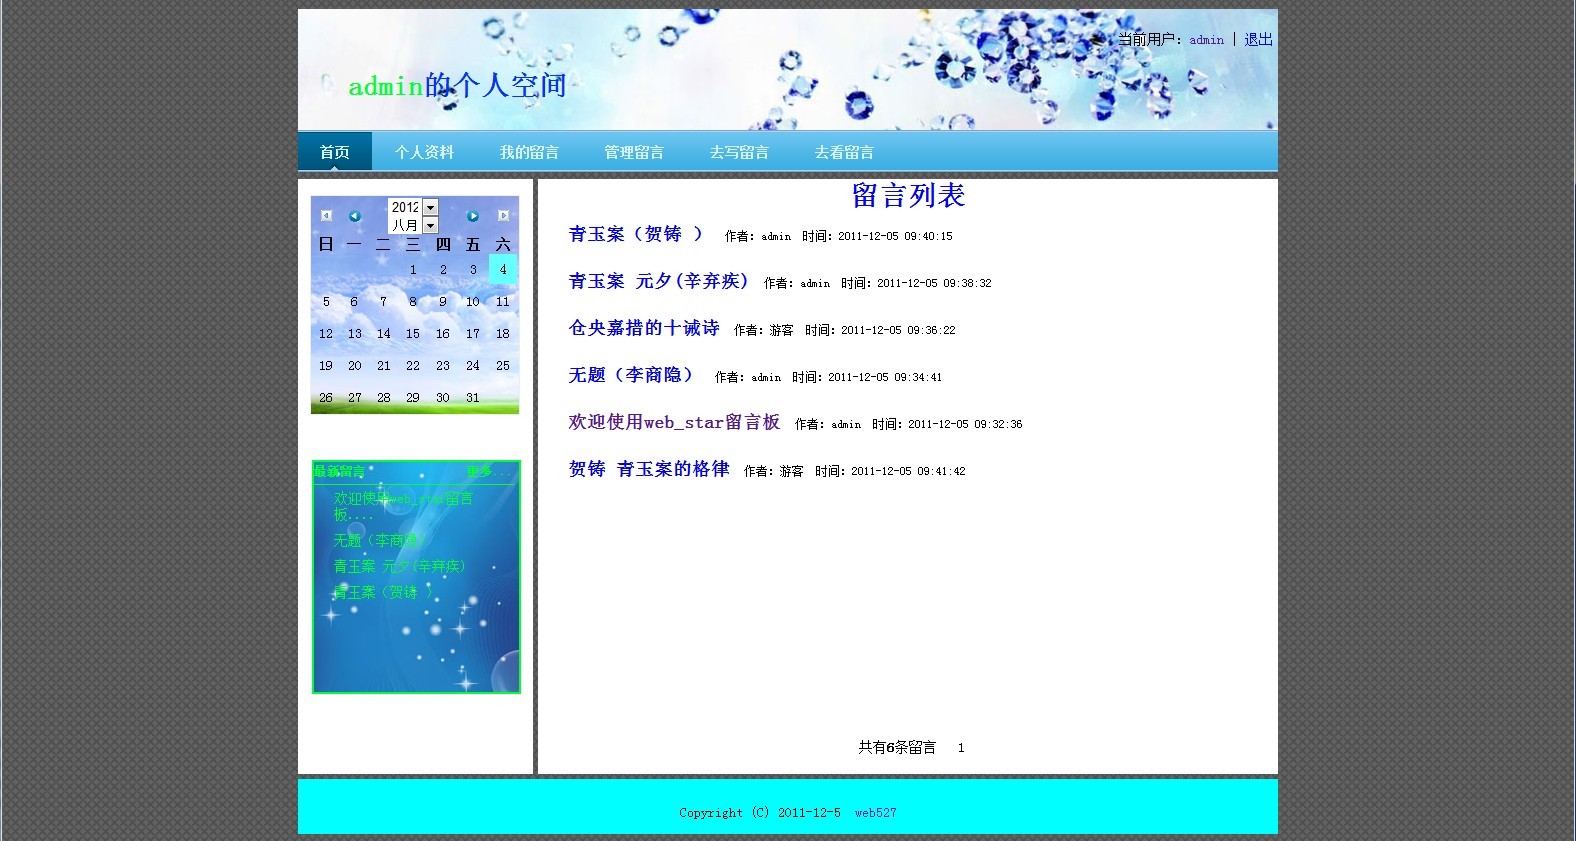 当前用户: admin | 退出
admin的个人空间
首页 个人资料 我的留言 管理留言 去写留言 去看留言
2012
八月
日 一 二 三 四 五 六
1 2 3 4
5 6 7 8 9 10 11
12 13 14 15 16 17 18
19 20 21 22 23 24 25
26 27 28 29 30 31
最新留言 更多...
欢迎使用web_star留言
板....
无题（李商隐）
青玉案 元夕(辛弃疾)
青玉案（贺铸 ）
留言列表
青玉案（贺铸 ） 作者: admin 时间: 2011-12-05 09:40:15
青玉案 元夕(辛弃疾) 作者: admin 时间: 2011-12-05 09:38:32
仓央嘉措的十诫诗 作者: 游客 时间: 2011-12-05 09:36:22
无题（李商隐） 作者: admin 时间: 2011-12-05 09:34:41
欢迎使用web_star留言板 作者: admin 时间: 2011-12-05 09:32:36
贺铸 青玉案的格律 作者: 游客 时间: 2011-12-05 09:41:42
共有6条留言 1
Copyright (C) 2011-12-5 web527